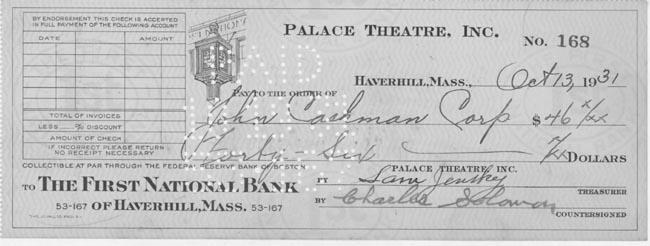 BY ENDORSEMENT THIS CHECK IS ACCEPTED
IN FULL PAYMENT OF THE FOLLOWING ACCOUNT
DATE AMOUNT
TOTAL OF INVOICES
LESS % DISCOUNT
AMOUNT OF CHECK
IF INCORRECT PLEASE RETURN
NO RECEIPT NECESSARY
PALACE THEATRE, INC.
NO. 168
HAVERHILL, MASS., Oct 13, 1931
PAY TO THE ORDER OF
John Cashman Corp $46 x/xx
Forty-Six x/xx DOLLARS
COLLECTIBLE AT PAR THROUGH THE FEDERAL RESERVE BANK OF BOSTON
PALACE THEATRE, INC.
TO THE FIRST NATIONAL BANK
BY Sam
TREASURER
53-167 OF HAVERHILL, MASS. 53-167
BY Charles Solomon
COUNTERSIGNED